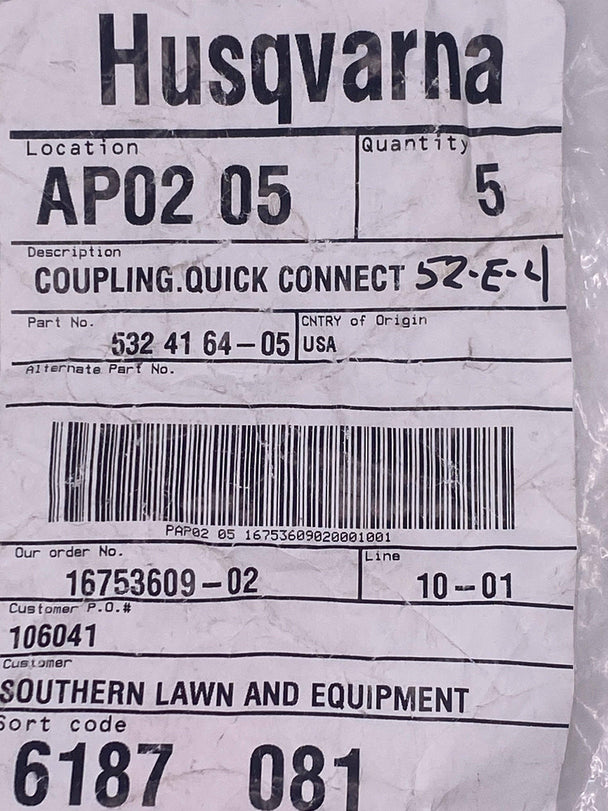 Husqvarna
Location Quantity
AP02 05 5
Description
COUPLING.QUICK CONNECT 52-E-4
Part No. CNTRY of Origin
532 41 64-05 USA
Alternate Part No.
PAP02 05 16753609020001001
Our order No. Line
16753609-02 10-01
Customer P.O.#
106041
Customer
SOUTHERN LAWN AND EQUIPMENT
Sort code
6187 081